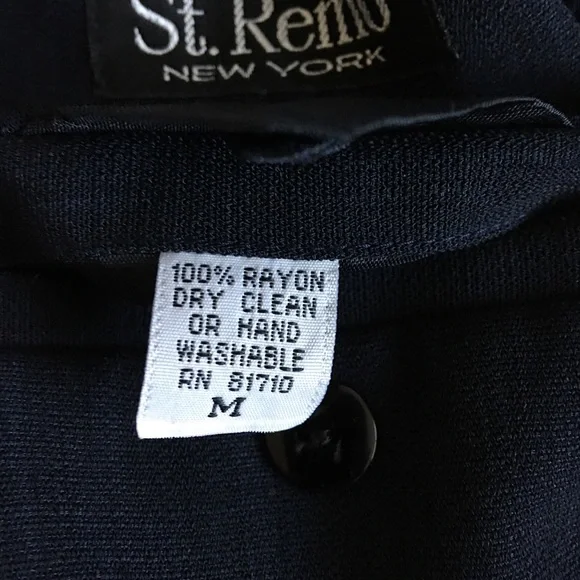 St. Remo
NEW YORK
100% RAYON
DRY CLEAN
OR HAND
WASHABLE
RN 81710
M